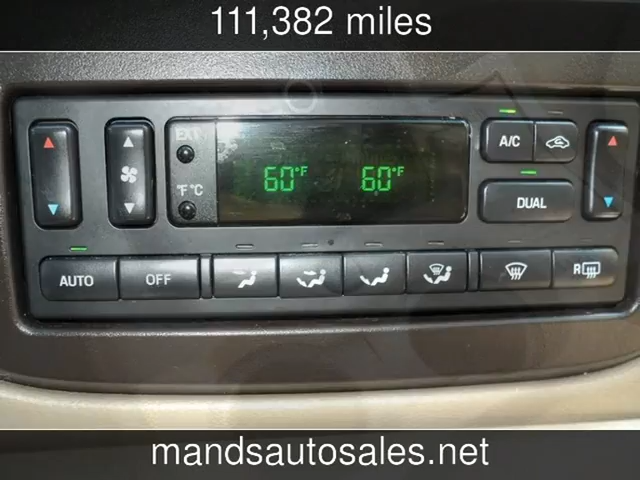 111,382 miles
EXT
A/C
60°F 60°F
°F °C
DUAL
AUTO OFF R
mandsautosales.net